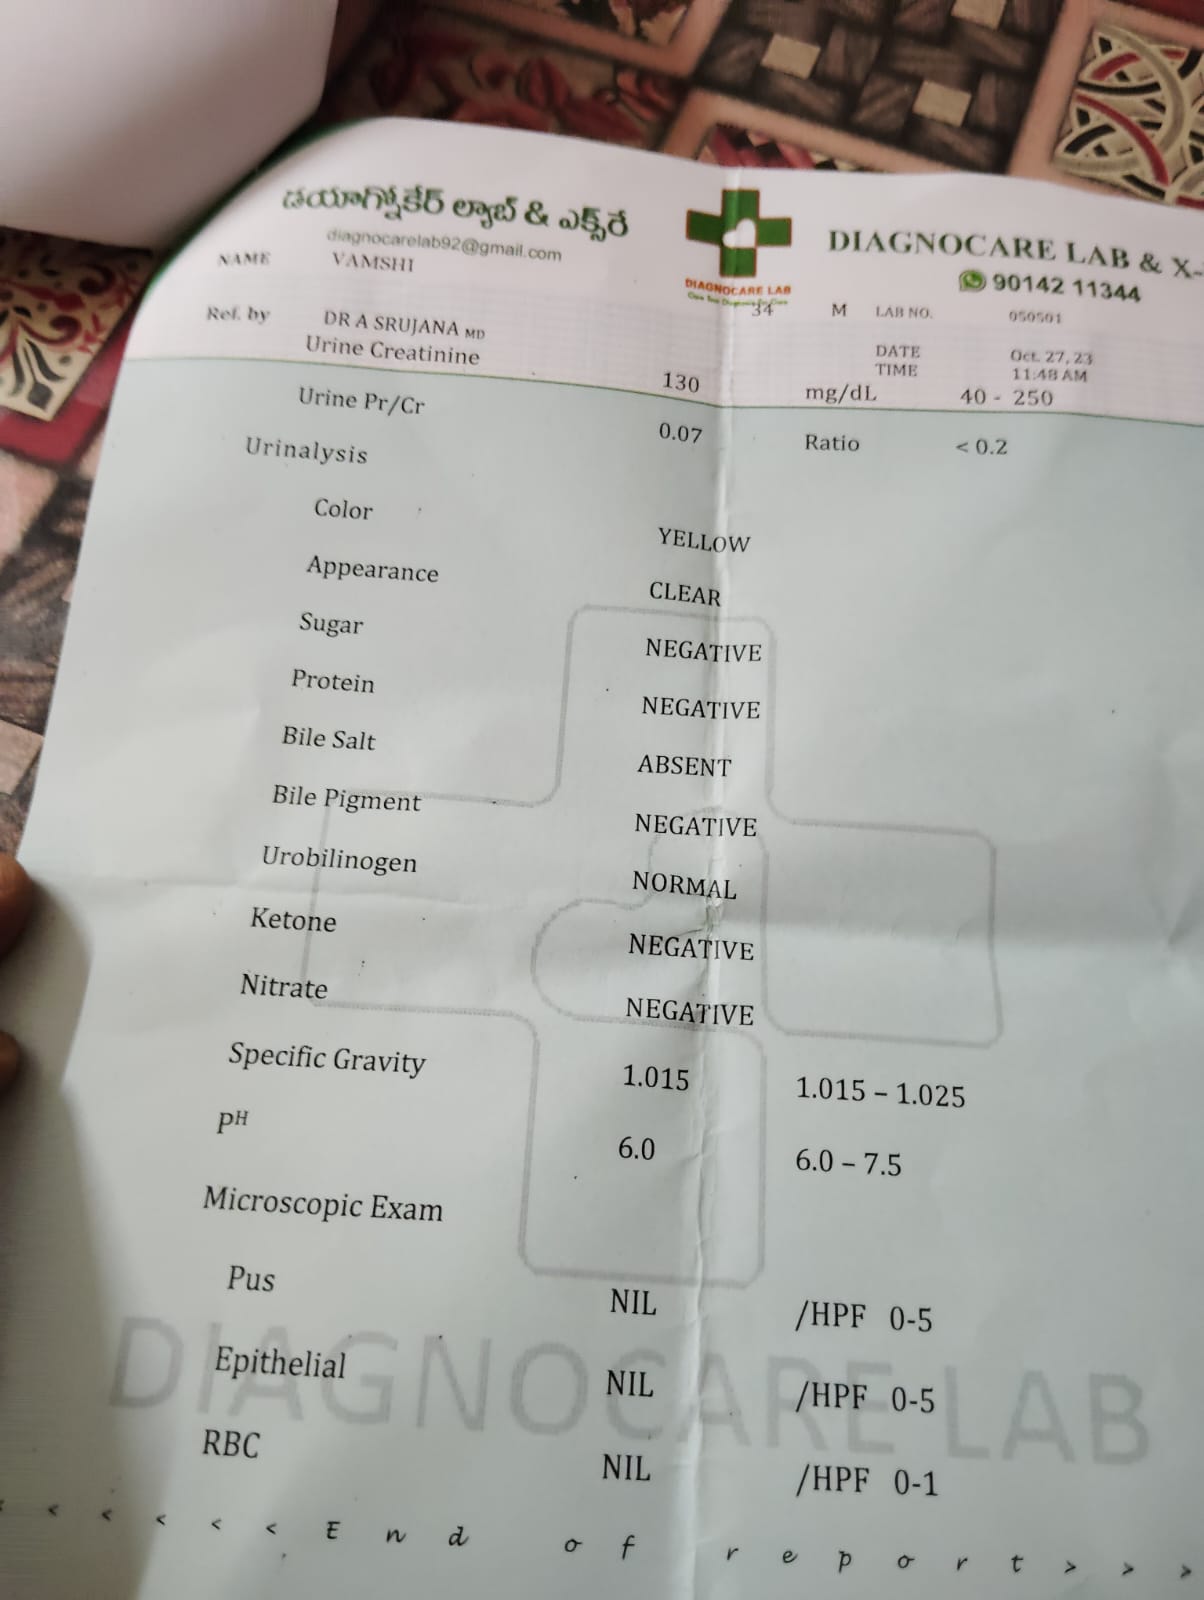 డయాగ్నోకేర్ ల్యాబ్ & ఎక్స్‌రే
diagnocarelab92@gmail.com
DIAGNOCARE LAB
Care Too Diagnose For Cure
DIAGNOCARE LAB & X-
90142 11344
NAME VAMSHI 34 M LAB NO. 050501
Ref. by DR A SRUJANA MD DATE Oct. 27, 23
TIME 11:48 AM
Urine Creatinine 130 mg/dL 40 - 250
Urine Pr/Cr 0.07 Ratio < 0.2
Urinalysis
Color YELLOW
Appearance CLEAR
Sugar NEGATIVE
Protein NEGATIVE
Bile Salt ABSENT
Bile Pigment NEGATIVE
Urobilinogen NORMAL
Ketone NEGATIVE
Nitrate NEGATIVE
Specific Gravity 1.015 1.015 – 1.025
pH 6.0 6.0 – 7.5
Microscopic Exam
Pus NIL /HPF 0-5
Epithelial NIL /HPF 0-5
RBC NIL /HPF 0-1
DIAGNOCARE LAB
< < < < < End of report > > >